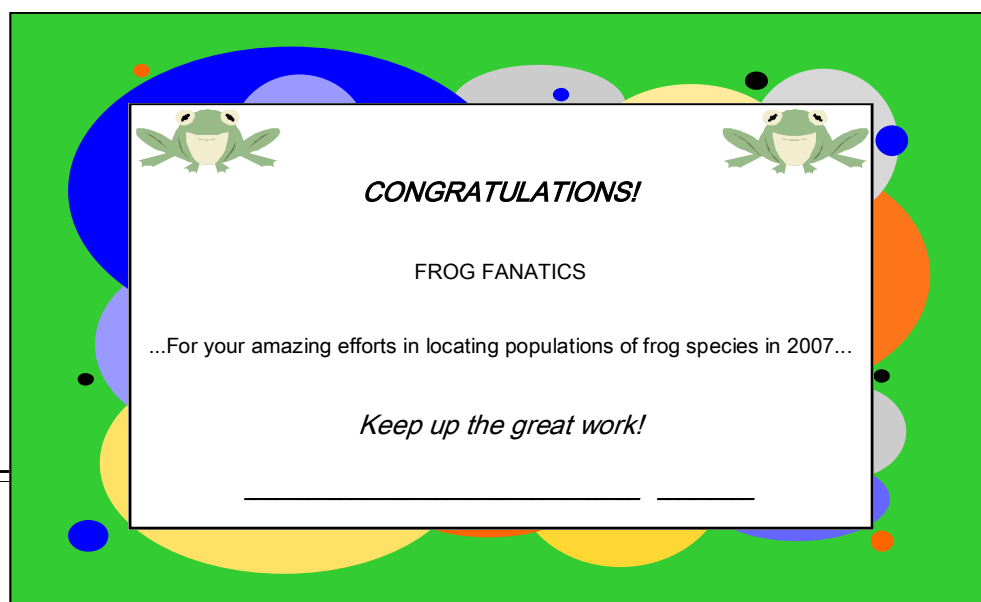 CONGRATULATIONS!
FROG FANATICS
...For your amazing efforts in locating populations of frog species in 2007...
Keep up the great work!